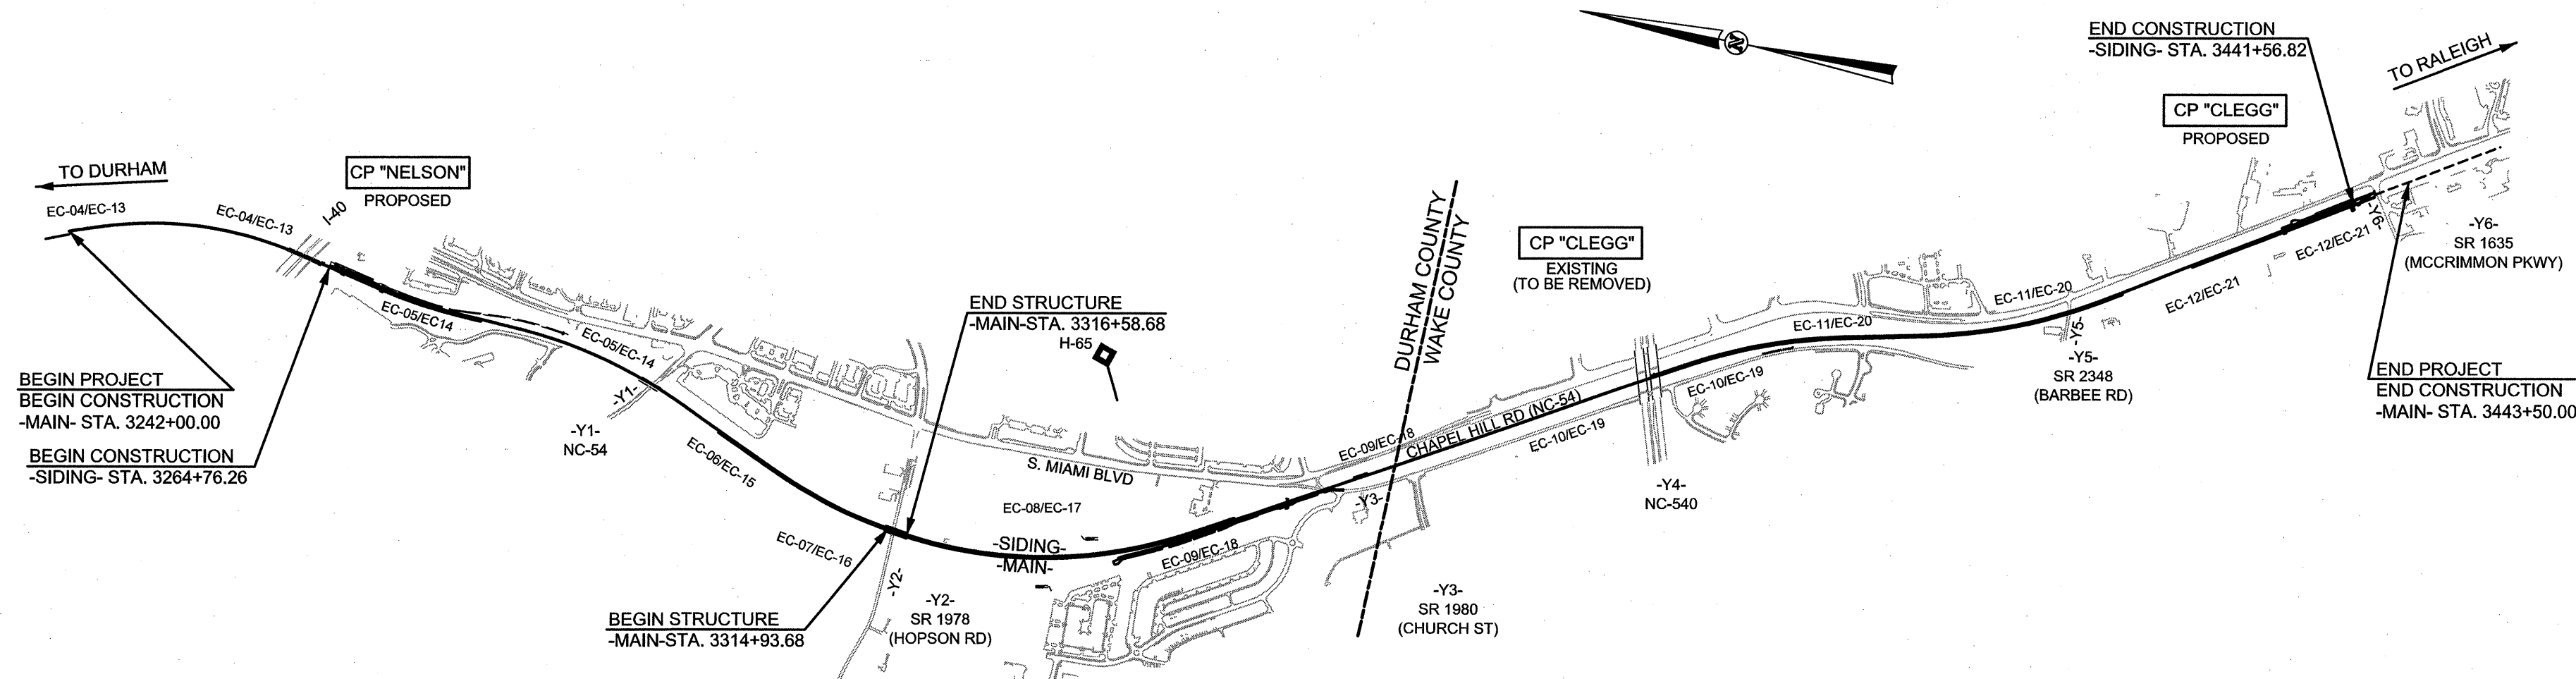 TO DURHAM
EC-04/EC-13
EC-04/EC-13
I-40
CP "NELSON"
PROPOSED
BEGIN PROJECT
BEGIN CONSTRUCTION
-MAIN- STA. 3242+00.00
BEGIN CONSTRUCTION
-SIDING- STA. 3264+76.26
EC-05/EC14
EC-05/EC-14
-Y1-
-Y1-
NC-54
EC-06/EC-15
EC-07/EC-16
BEGIN STRUCTURE
-MAIN-STA. 3314+93.68
END STRUCTURE
-MAIN-STA. 3316+58.68
H-65
-Y2-
-Y2-
SR 1978
(HOPSON RD)
S. MIAMI BLVD
EC-08/EC-17
-SIDING-
-MAIN-
EC-09/EC-18
EC-09/EC-18
-Y3-
DURHAM COUNTY
WAKE COUNTY
-Y3-
SR 1980
(CHURCH ST)
CHAPEL HILL RD (NC-54)
CP "CLEGG"
EXISTING
(TO BE REMOVED)
EC-10/EC-19
EC-10/EC-19
-Y4-
NC-540
N
EC-11/EC-20
EC-11/EC-20
-Y5-
-Y5-
SR 2348
(BARBEE RD)
EC-12/EC-21
EC-12/EC-21
END CONSTRUCTION
-SIDING- STA. 3441+56.82
CP "CLEGG"
PROPOSED
TO RALEIGH
-Y6-
-Y6-
SR 1635
(MCCRIMMON PKWY)
END PROJECT
END CONSTRUCTION
-MAIN- STA. 3443+50.00